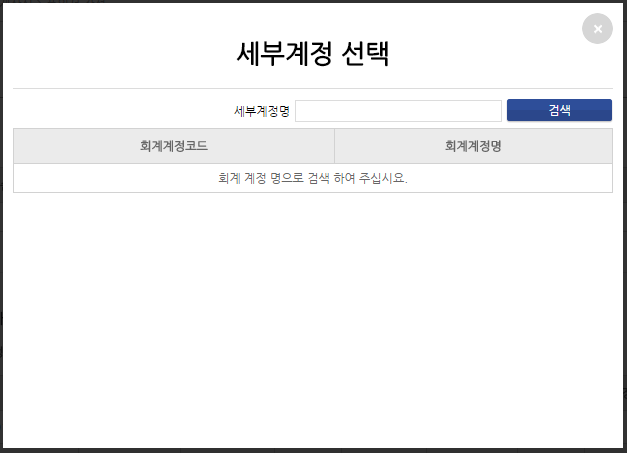 세부계정 선택
세부계정명 검색
회계계정코드 회계계정명
회계 계정 명으로 검색 하여 주십시요.